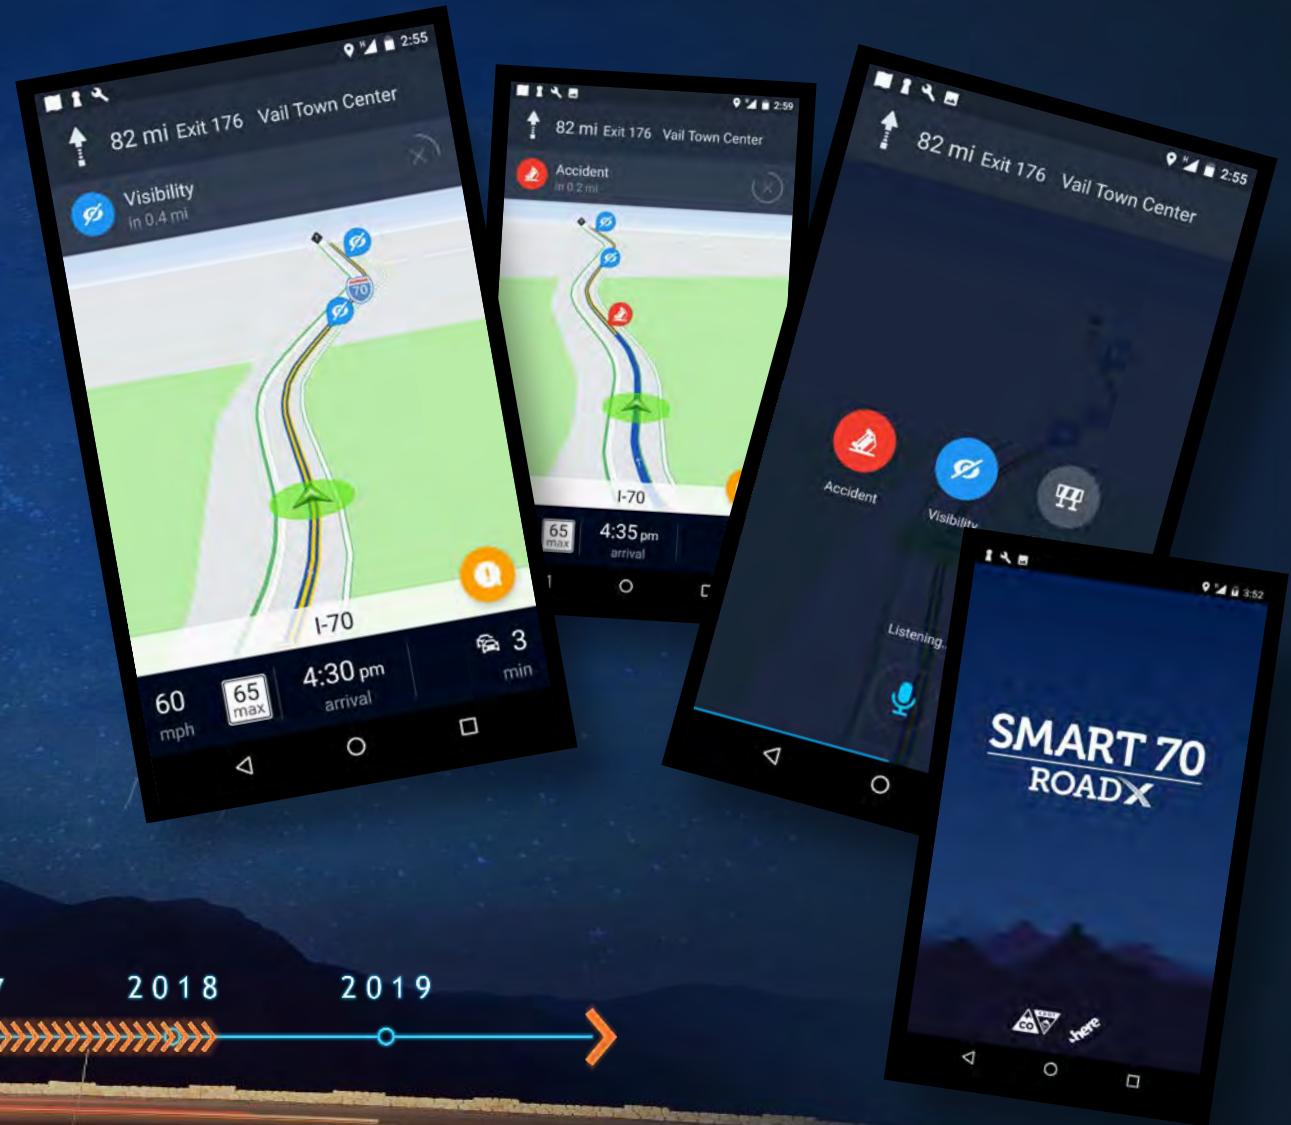 2:55
82 mi Exit 176 Vail Town Center
Visibility
in 0.4 mi
70
I-70
60
mph
65
max
4:30 pm
arrival
3
min
2:59
82 mi Exit 176 Vail Town Center
Accident
in 0.2 mi
I-70
65
max
4:35 pm
arrival
2:55
82 mi Exit 176 Vail Town Center
Accident
Visibility
Listening..
3:52
SMART 70
ROADX
CO
here
2018
2019